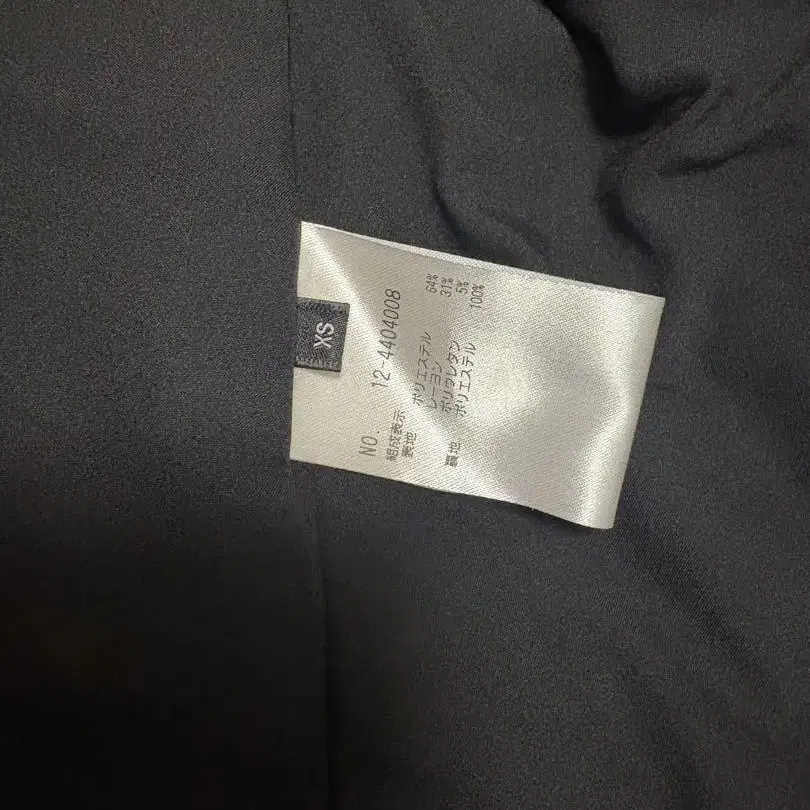 XS
NO. 12-4404008
組成表示
表地 ポリエステル 64%
レーヨン 31%
ポリウレタン 5%
裏地 ポリエステル 100%